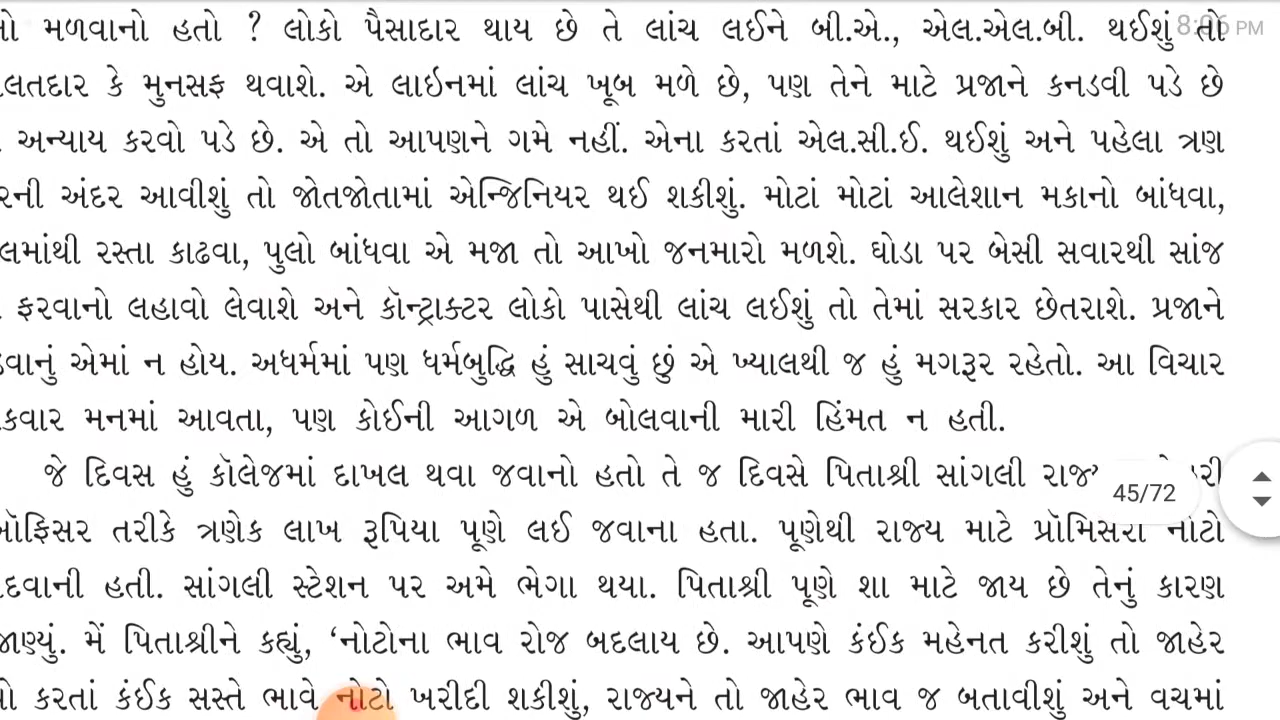 મળવાનો હતો ? લોકો પૈસાદાર થાય છે તે લાંચ લઈને બી.એ., એલ.એલ.બી. થઈશું તો
8:06 PM
લતદાર કે મુનસફ થવાશે. એ લાઇનમાં લાંચ ખૂબ મળે છે, પણ તેને માટે પ્રજાને કનડવી પડે છે
અન્યાય કરવો પડે છે. એ તો આપણને ગમે નહીં. એના કરતાં એલ.સી.ઈ. થઈશું અને પહેલા ત્રણ
રની અંદર આવીશું તો જોતજોતામાં એન્જિનિયર થઈ શકીશું. મોટાં મોટાં આલેશાન મકાનો બાંધવા,
લમાંથી રસ્તા કાઢવા, પુલો બાંધવા એ મજા તો આખો જનમારો મળશે. ઘોડા પર બેસી સવારથી સાંજ
ફરવાનો લહાવો લેવાશે અને કૉન્ટ્રાક્ટર લોકો પાસેથી લાંચ લઈશું તો તેમાં સરકાર છેતરાશે. પ્રજાને
વાનું એમાં ન હોય. અધર્મમાં પણ ધર્મબુદ્ધિ હું સાચવું છું એ ખ્યાલથી જ હું મગરૂર રહેતો. આ વિચાર
કવાર મનમાં આવતા, પણ કોઈની આગળ એ બોલવાની મારી હિંમત ન હતી.
જે દિવસ હું કૉલેજમાં દાખલ થવા જવાનો હતો તે જ દિવસે પિતાશ્રી સાંગલી
45/72
ઑફિસર તરીકે ત્રણેક લાખ રૂપિયા પૂણે લઈ જવાના હતા. પૂણેથી રાજ્ય માટે પ્રૉમિસરી નોટો
દવાની હતી. સાંગલી સ્ટેશન પર અમે ભેગા થયા. પિતાશ્રી પૂણે શા માટે જાય છે તેનું કારણ
જાણ્યું. મેં પિતાશ્રીને કહ્યું, ‘નોટોના ભાવ રોજ બદલાય છે. આપણે કંઈક મહેનત કરીશું તો જાહેર
કરતાં કંઈક સસ્તે ભાવે નોટો ખરીદી શકીશું, રાજ્યને તો જાહેર ભાવ જ બતાવીશું અને વચમાં